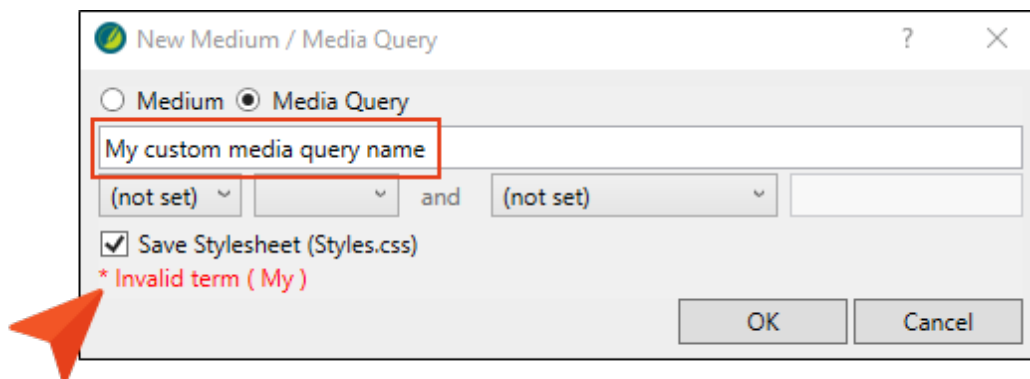 New Medium / Media Query ?
Medium Media Query
My custom media query name
(not set) and (not set)
Save Stylesheet (Styles.css)
* Invalid term ( My )
OK Cancel